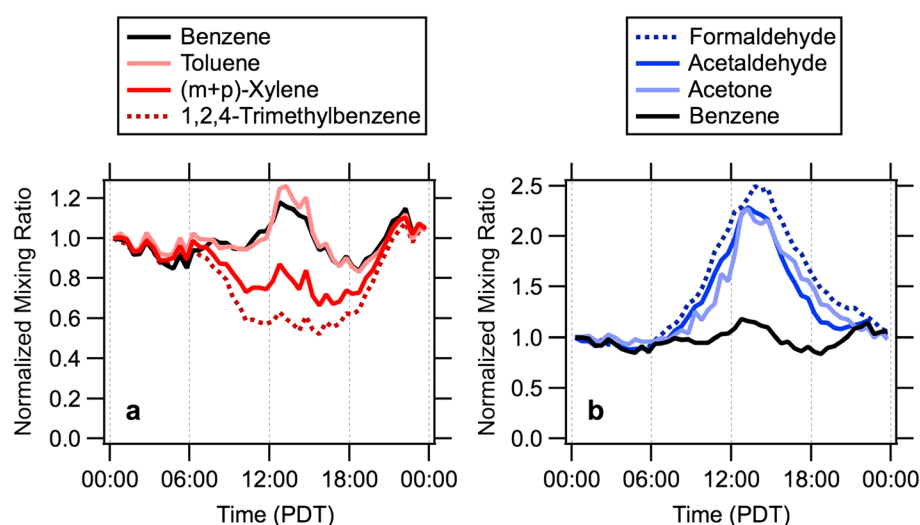 Benzene
Toluene
(m+p)-Xylene
1,2,4-Trimethylbenzene
Normalized Mixing Ratio
1.2
1.0
0.8
0.6
0.4
0.2
0.0
a
00:00 06:00 12:00 18:00 00:00
Time (PDT)
Formaldehyde
Acetaldehyde
Acetone
Benzene
Normalized Mixing Ratio
2.5
2.0
1.5
1.0
0.5
0.0
b
00:00 06:00 12:00 18:00 00:00
Time (PDT)